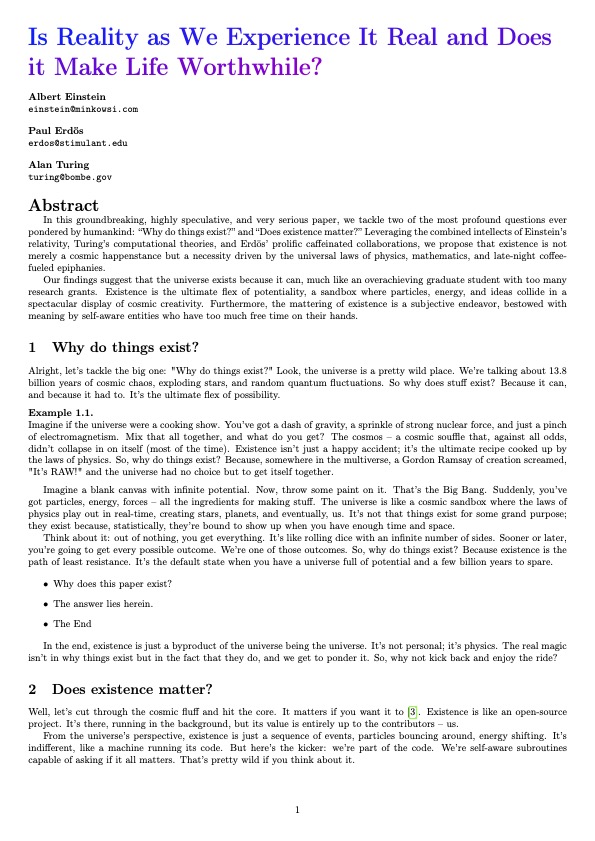 Is Reality as We Experience It Real and Does
it Make Life Worthwhile?
Albert Einstein
einstein@minkowsi.com
Paul Erdös
erdos@stimulant.edu
Alan Turing
turing@bombe.gov
Abstract
In this groundbreaking, highly speculative, and very serious paper, we tackle two of the most profound questions ever
pondered by humankind: “Why do things exist?” and “Does existence matter?” Leveraging the combined intellects of Einstein’s
relativity, Turing’s computational theories, and Erdös’ prolific caffeinated collaborations, we propose that existence is not
merely a cosmic happenstance but a necessity driven by the universal laws of physics, mathematics, and late-night coffee-
fueled epiphanies.
Our findings suggest that the universe exists because it can, much like an overachieving graduate student with too many
research grants. Existence is the ultimate flex of potentiality, a sandbox where particles, energy, and ideas collide in a
spectacular display of cosmic creativity. Furthermore, the mattering of existence is a subjective endeavor, bestowed with
meaning by self-aware entities who have too much free time on their hands.
1 Why do things exist?
Alright, let’s tackle the big one: "Why do things exist?" Look, the universe is a pretty wild place. We’re talking about 13.8
billion years of cosmic chaos, exploding stars, and random quantum fluctuations. So why does stuff exist? Because it can,
and because it had to. It’s the ultimate flex of possibility.
Example 1.1.
Imagine if the universe were a cooking show. You’ve got a dash of gravity, a sprinkle of strong nuclear force, and just a pinch
of electromagnetism. Mix that all together, and what do you get? The cosmos – a cosmic souffle that, against all odds,
didn’t collapse in on itself (most of the time). Existence isn’t just a happy accident; it’s the ultimate recipe cooked up by
the laws of physics. So, why do things exist? Because, somewhere in the multiverse, a Gordon Ramsay of creation screamed,
"It’s RAW!" and the universe had no choice but to get itself together.
Imagine a blank canvas with infinite potential. Now, throw some paint on it. That’s the Big Bang. Suddenly, you’ve
got particles, energy, forces – all the ingredients for making stuff. The universe is like a cosmic sandbox where the laws of
physics play out in real-time, creating stars, planets, and eventually, us. It’s not that things exist for some grand purpose;
they exist because, statistically, they’re bound to show up when you have enough time and space.
Think about it: out of nothing, you get everything. It’s like rolling dice with an infinite number of sides. Sooner or later,
you’re going to get every possible outcome. We’re one of those outcomes. So, why do things exist? Because existence is the
path of least resistance. It’s the default state when you have a universe full of potential and a few billion years to spare.
• Why does this paper exist?
• The answer lies herein.
• The End
In the end, existence is just a byproduct of the universe being the universe. It’s not personal; it’s physics. The real magic
isn’t in why things exist but in the fact that they do, and we get to ponder it. So, why not kick back and enjoy the ride?
2 Does existence matter?
Well, let’s cut through the cosmic fluff and hit the core. It matters if you want it to [3]. Existence is like an open-source
project. It’s there, running in the background, but its value is entirely up to the contributors – us.
From the universe’s perspective, existence is just a sequence of events, particles bouncing around, energy shifting. It’s
indifferent, like a machine running its code. But here’s the kicker: we’re part of the code. We’re self-aware subroutines
capable of asking if it all matters. That’s pretty wild if you think about it.
1